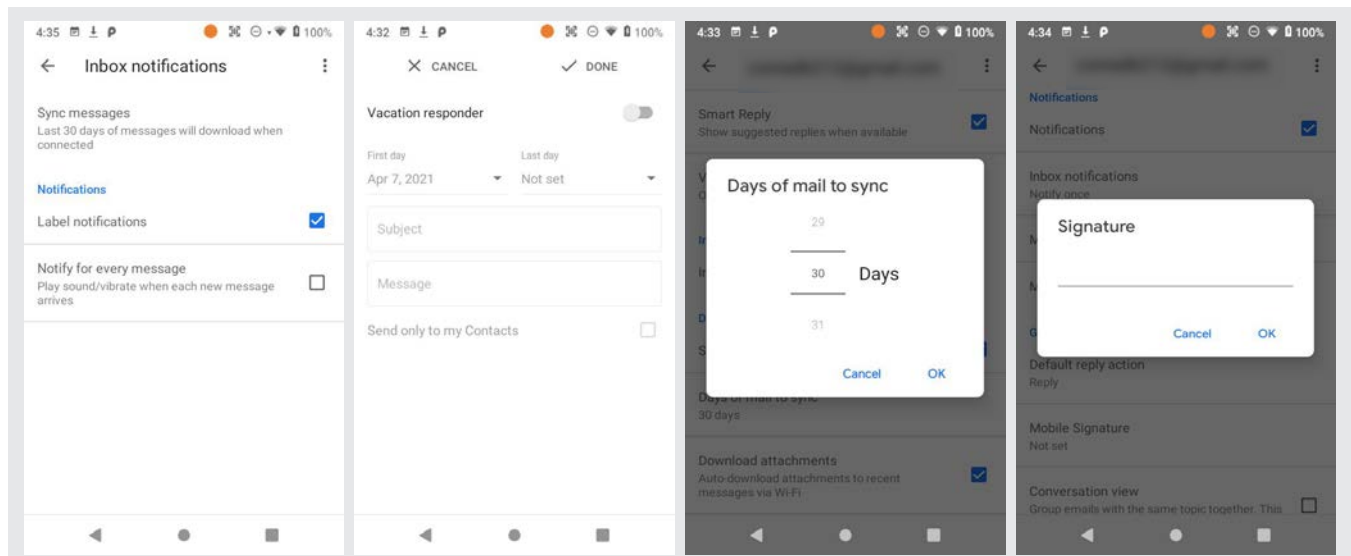 4:35 100%
Inbox notifications
Sync messages
Last 30 days of messages will download when
connected
Notifications
Label notifications
Notify for every message
Play sound/vibrate when each new message
arrives
4:32 100%
CANCEL DONE
Vacation responder
First day Last day
Apr 7, 2021 Not set
Subject
Message
Send only to my Contacts
4:33 100%
Smart Reply
Show suggested replies when available
Days of mail to sync
29
30 Days
31
Cancel OK
Days of mail to sync
30 days
Download attachments
Auto-download attachments to recent
messages via Wi-Fi
4:34 100%
Notifications
Notifications
Inbox notifications
Notify once
Signature
Cancel OK
Default reply action
Reply
Mobile Signature
Not set
Conversation view
Group emails with the same topic together. This